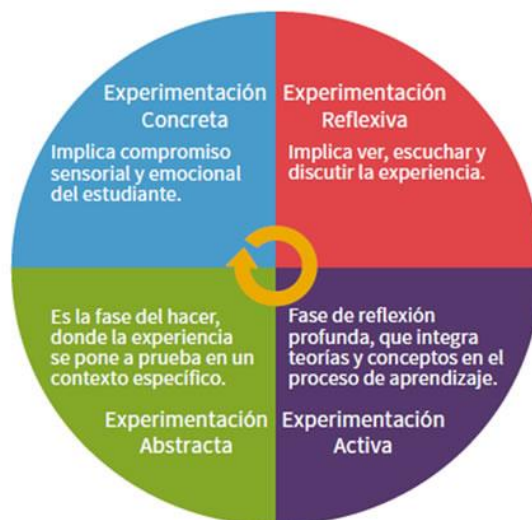 Experimentación
Concreta
Implica compromiso
sensorial y emocional
del estudiante.
Experimentación
Reflexiva
Implica ver, escuchar y
discutir la experiencia.
Es la fase del hacer,
donde la experiencia
se pone a prueba en un
contexto específico.
Experimentación
Abstracta
Fase de reflexión
profunda, que integra
teorías y conceptos en el
proceso de aprendizaje.
Experimentación
Activa